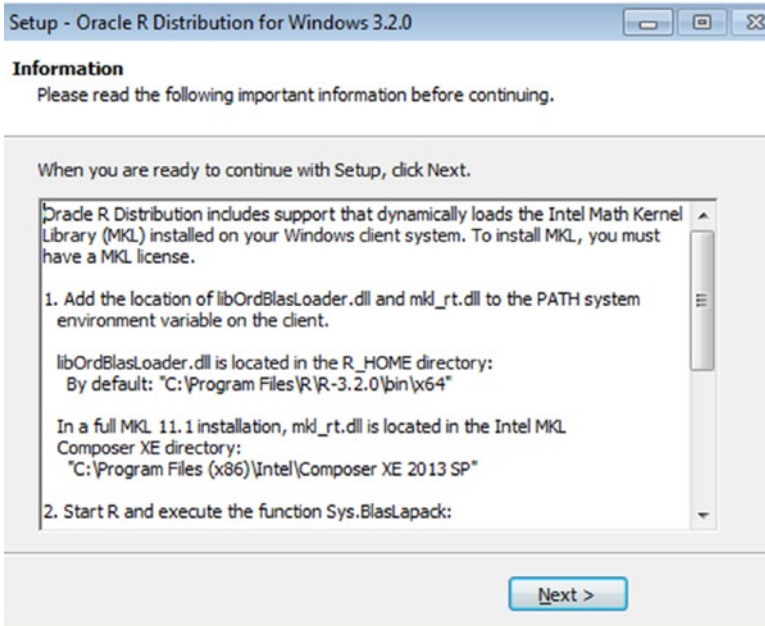 Setup - Oracle R Distribution for Windows 3.2.0
Information
Please read the following important information before continuing.
When you are ready to continue with Setup, click Next.
Oracle R Distribution includes support that dynamically loads the Intel Math Kernel
Library (MKL) installed on your Windows client system. To install MKL, you must
have a MKL license.
1. Add the location of libOrdBlasLoader.dll and mkl_rt.dll to the PATH system
environment variable on the client.
libOrdBlasLoader.dll is located in the R_HOME directory:
By default: "C:\Program Files\R\R-3.2.0\bin\x64"
In a full MKL 11.1 installation, mkl_rt.dll is located in the Intel MKL
Composer XE directory:
"C:\Program Files (x86)\Intel\Composer XE 2013 SP"
2. Start R and execute the function Sys.BlasLapack:
Next >